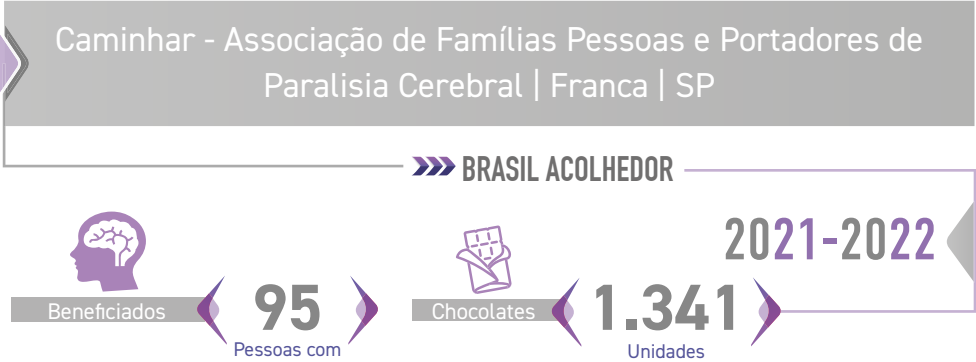 Caminhar - Associação de Famílias Pessoas e Portadores de
Paralisia Cerebral | Franca | SP
BRASIL ACOLHEDOR
2021-2022
Beneficiados
95
Pessoas com
Chocolates
1.341
Unidades